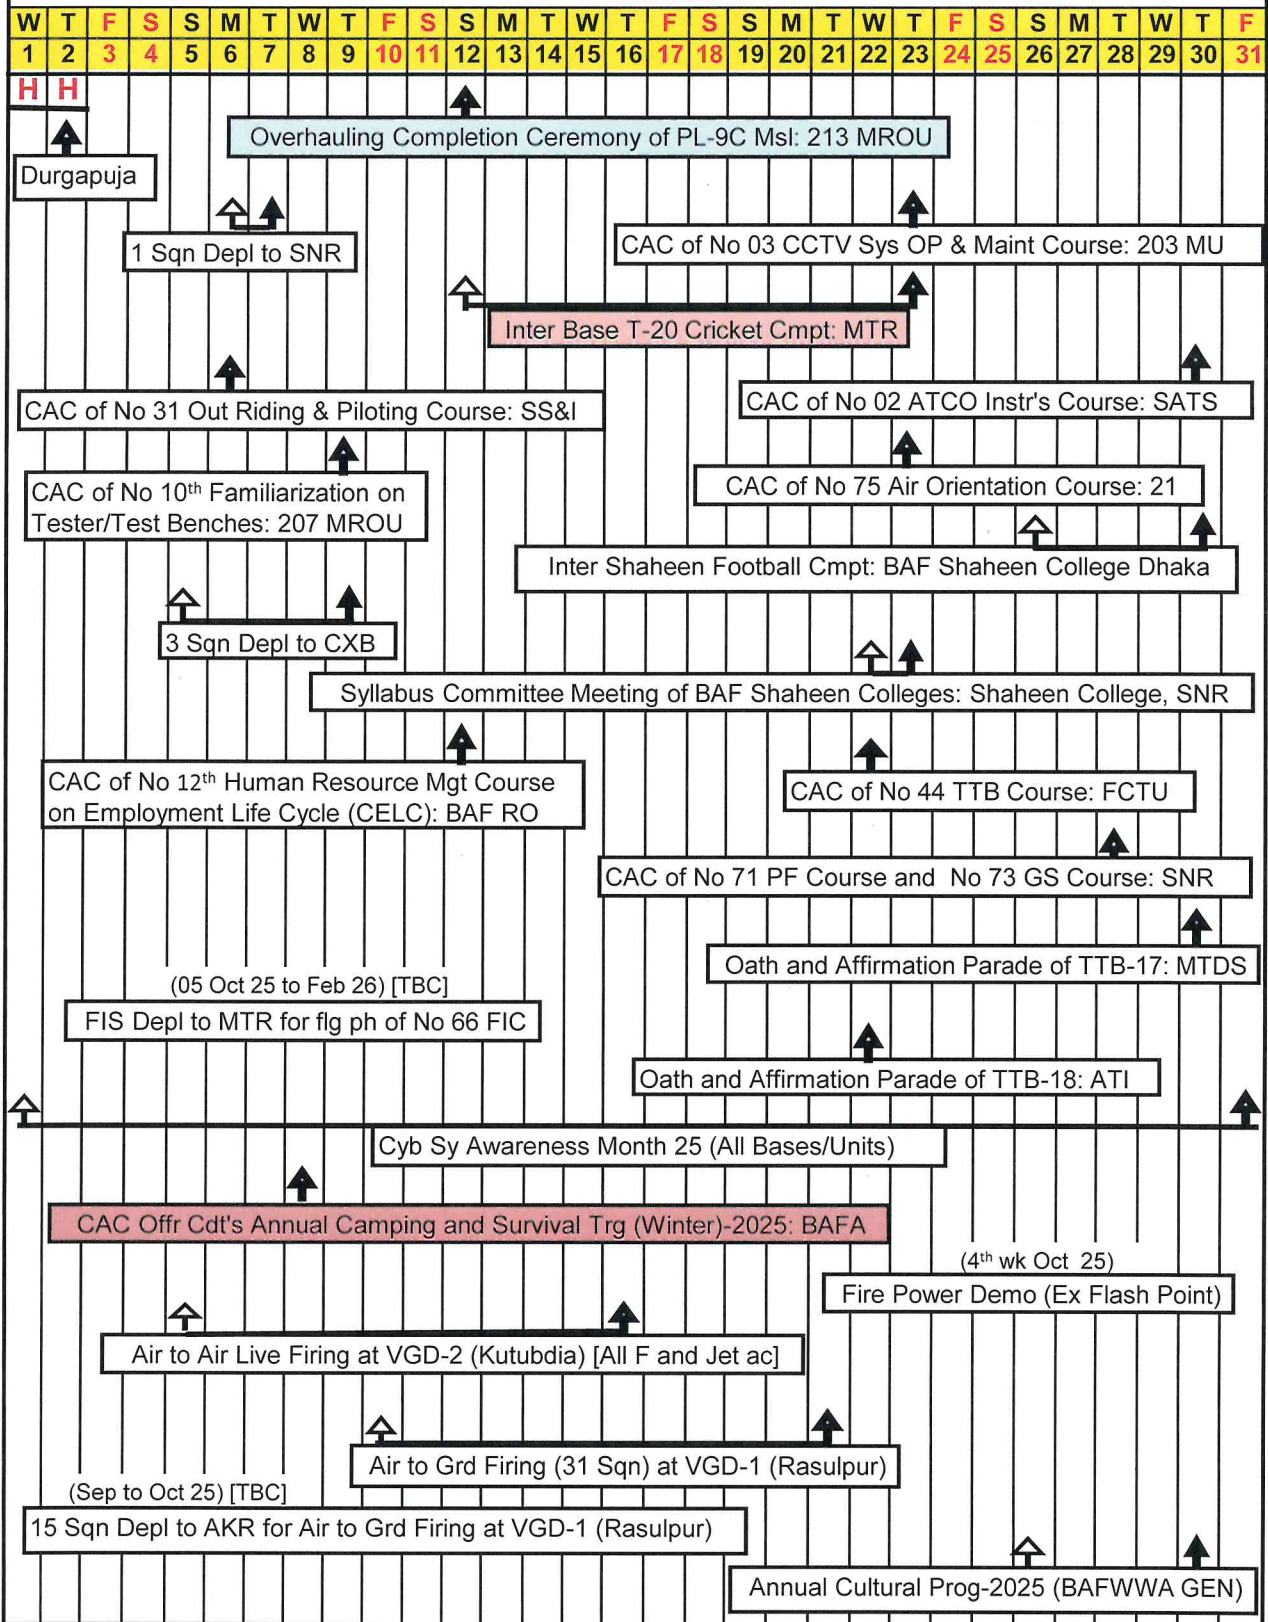 W T F S S M T W T F S S M T W T F S S M T W T F S S M T W T F
1 2 3 4 5 6 7 8 9 10 11 12 13 14 15 16 17 18 19 20 21 22 23 24 25 26 27 28 29 30 31
H H
Overhauling Completion Ceremony of PL-9C Msl: 213 MROU
Durgapuja
1 Sqn Depl to SNR
CAC of No 03 CCTV Sys OP & Maint Course: 203 MU
Inter Base T-20 Cricket Cmpt: MTR
CAC of No 31 Out Riding & Piloting Course: SS&I
CAC of No 02 ATCO Instr's Course: SATS
CAC of No 10th Familiarization on
Tester/Test Benches: 207 MROU
CAC of No 75 Air Orientation Course: 21
Inter Shaheen Football Cmpt: BAF Shaheen College Dhaka
3 Sqn Depl to CXB
Syllabus Committee Meeting of BAF Shaheen Colleges: Shaheen College, SNR
CAC of No 12th Human Resource Mgt Course
on Employment Life Cycle (CELC): BAF RO
CAC of No 44 TTB Course: FCTU
CAC of No 71 PF Course and No 73 GS Course: SNR
Oath and Affirmation Parade of TTB-17: MTDS
(05 Oct 25 to Feb 26) [TBC]
FIS Depl to MTR for flg ph of No 66 FIC
Oath and Affirmation Parade of TTB-18: ATI
Cyb Sy Awareness Month 25 (All Bases/Units)
CAC Offr Cdt's Annual Camping and Survival Trg (Winter)-2025: BAFA
(4th wk Oct 25)
Fire Power Demo (Ex Flash Point)
Air to Air Live Firing at VGD-2 (Kutubdia) [All F and Jet ac]
Air to Grd Firing (31 Sqn) at VGD-1 (Rasulpur)
(Sep to Oct 25) [TBC]
15 Sqn Depl to AKR for Air to Grd Firing at VGD-1 (Rasulpur)
Annual Cultural Prog-2025 (BAFWWA GEN)